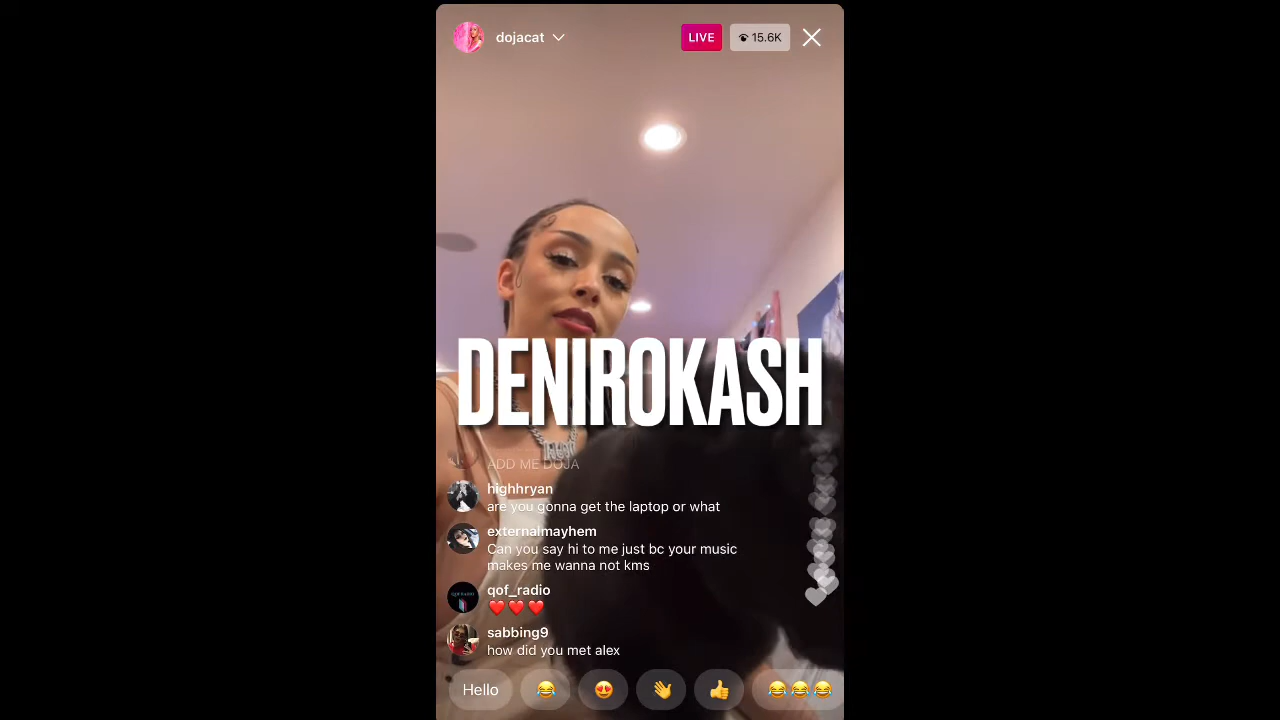 dojacat
LIVE
15.6K
DENIROKASH
ADD ME DOJA
highhryan
are you gonna get the laptop or what
externalmayhem
Can you say hi to me just bc your music
makes me wanna not kms
qof_radio
❤️❤️❤️
sabbing9
how did you met alex
Hello 😂 😍 👋 👍 😂😂😂